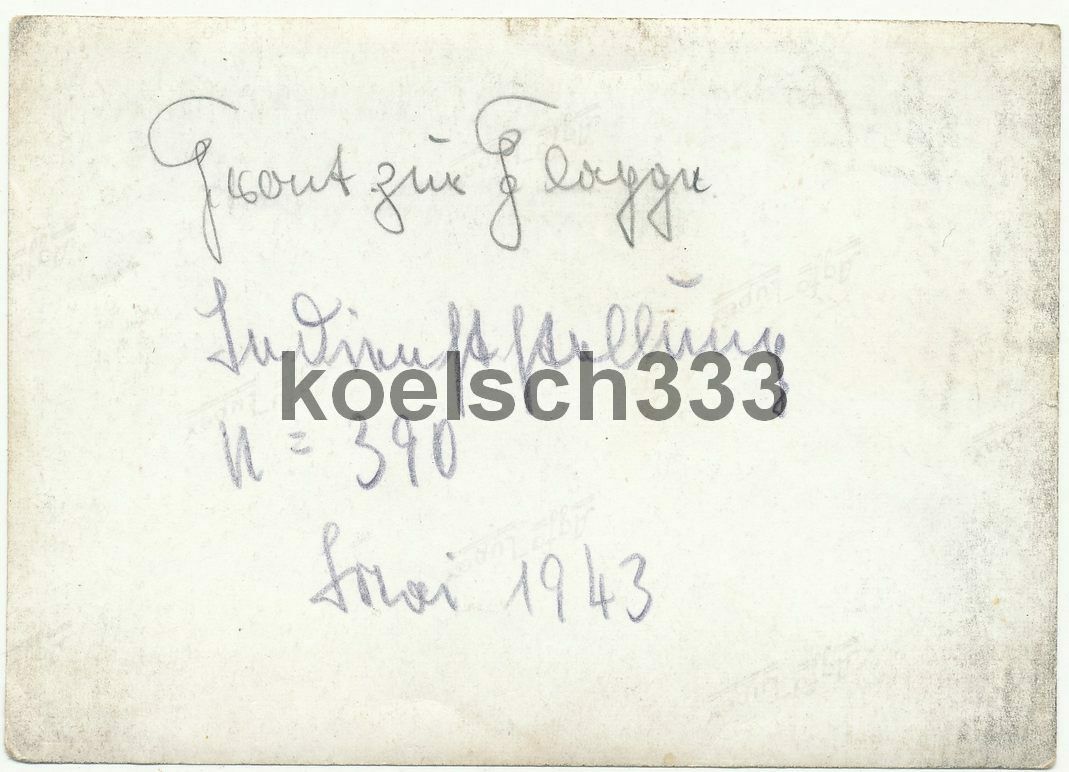 Front zur Flagge.
Indienststellung
koelsch333
U = 390
Mai 1943